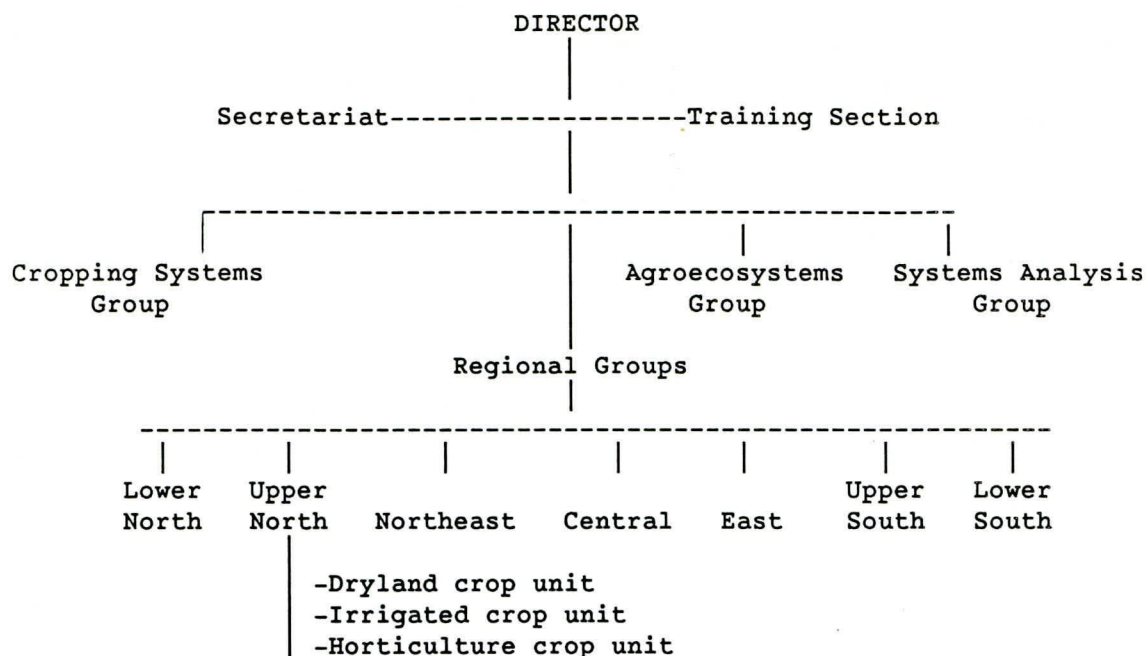 DIRECTOR
Secretariat--------------------Training Section
Cropping Systems Agroecosystems Systems Analysis
Group Group Group
Regional Groups
Lower Upper Upper Lower
North North Northeast Central East South South
-Dryland crop unit
-Irrigated crop unit
-Horticulture crop unit